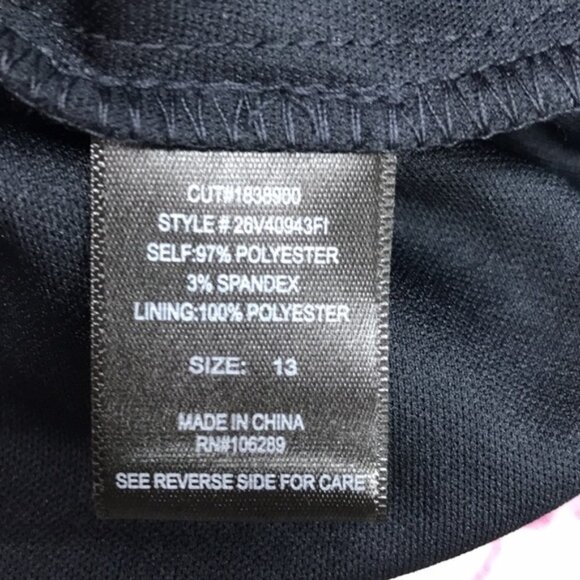 CUT#1838900
STYLE # 26V40943FI
SELF:97% POLYESTER
3% SPANDEX
LINING:100% POLYESTER
SIZE: 13
MADE IN CHINA
RN#106289
SEE REVERSE SIDE FOR CARE